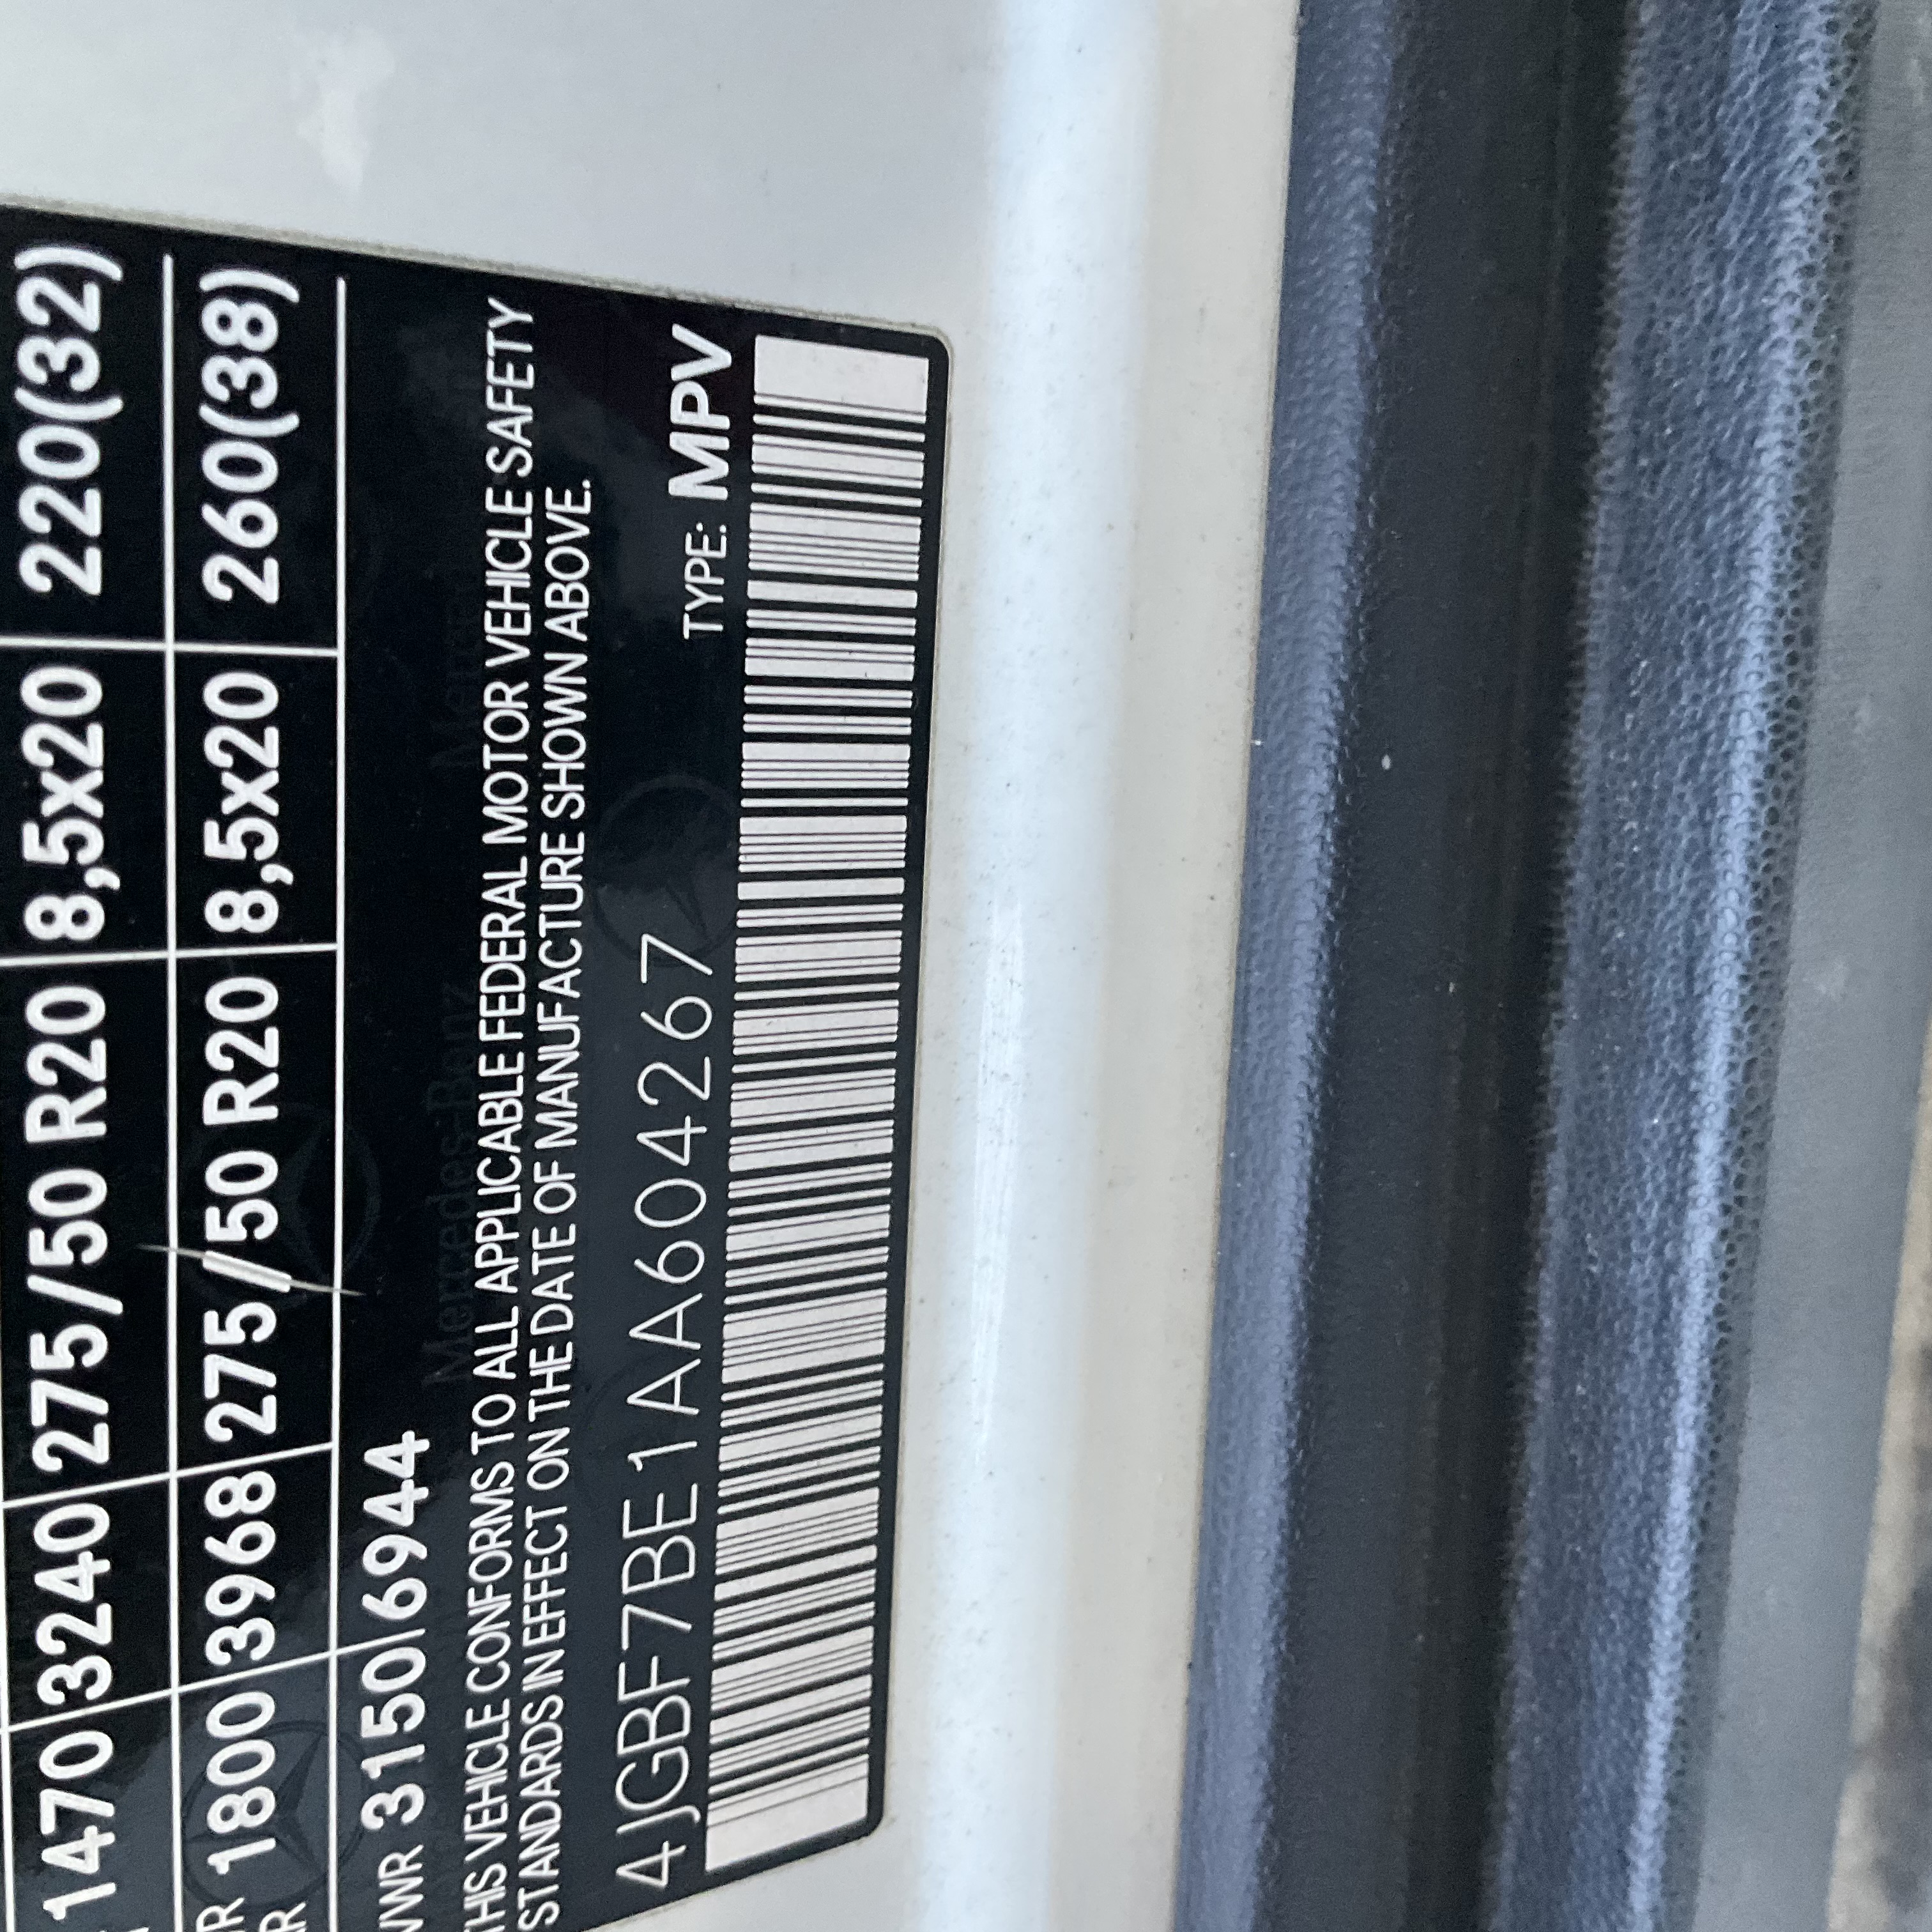 1470 3240 275/50 R20 8,5x20 220(32)
1800 3968 275/50 R20 8,5x20 260(38)
3150 6944
THIS VEHICLE CONFORMS TO ALL APPLICABLE FEDERAL MOTOR VEHICLE SAFETY
STANDARDS IN EFFECT ON THE DATE OF MANUFACTURE SHOWN ABOVE.
4JGBF7BE1AA604267 TYPE: MPV
Mercedes-Benz